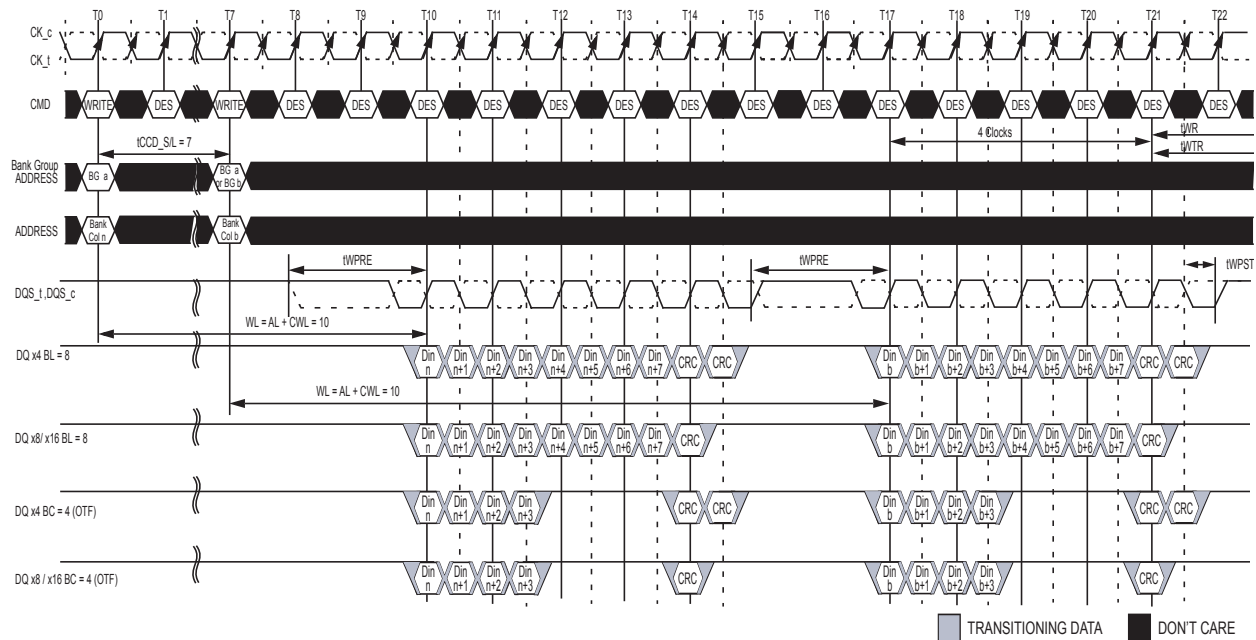 T0 T1 T7 T8 T9 T10 T11 T12 T13 T14 T15 T16 T17 T18 T19 T20 T21 T22
CK_c
CK_t
CMD WRITE DES WRITE DES DES DES DES DES DES DES DES DES DES DES DES DES DES DES
4 Clocks tWR
tCCD_S/L = 7
tWTR
Bank Group
ADDRESS BG a BG a
or BG b
ADDRESS Bank
Col n Bank
Col b
tWPRE tWPRE tWPST
DQS_t ,DQS_c
WL = AL + CWL = 10
DQ x4 BL = 8 Din
n Din
n+1 Din
n+2 Din
n+3 Din
n+4 Din
n+5 Din
n+6 Din
n+7 CRC CRC Din
b Din
b+1 Din
b+2 Din
b+3 Din
b+4 Din
b+5 Din
b+6 Din
b+7 CRC CRC
WL = AL + CWL = 10
DQ x8/ x16 BL = 8 Din
n Din
n+1 Din
n+2 Din
n+3 Din
n+4 Din
n+5 Din
n+6 Din
n+7 CRC Din
b Din
b+1 Din
b+2 Din
b+3 Din
b+4 Din
b+5 Din
b+6 Din
b+7 CRC
DQ x4 BC = 4 (OTF) Din
n Din
n+1 Din
n+2 Din
n+3 CRC CRC Din
b Din
b+1 Din
b+2 Din
b+3 CRC CRC
DQ x8 / x16 BC = 4 (OTF) Din
n Din
n+1 Din
n+2 Din
n+3 CRC Din
b Din
b+1 Din
b+2 Din
b+3 CRC
TRANSITIONING DATA DON'T CARE